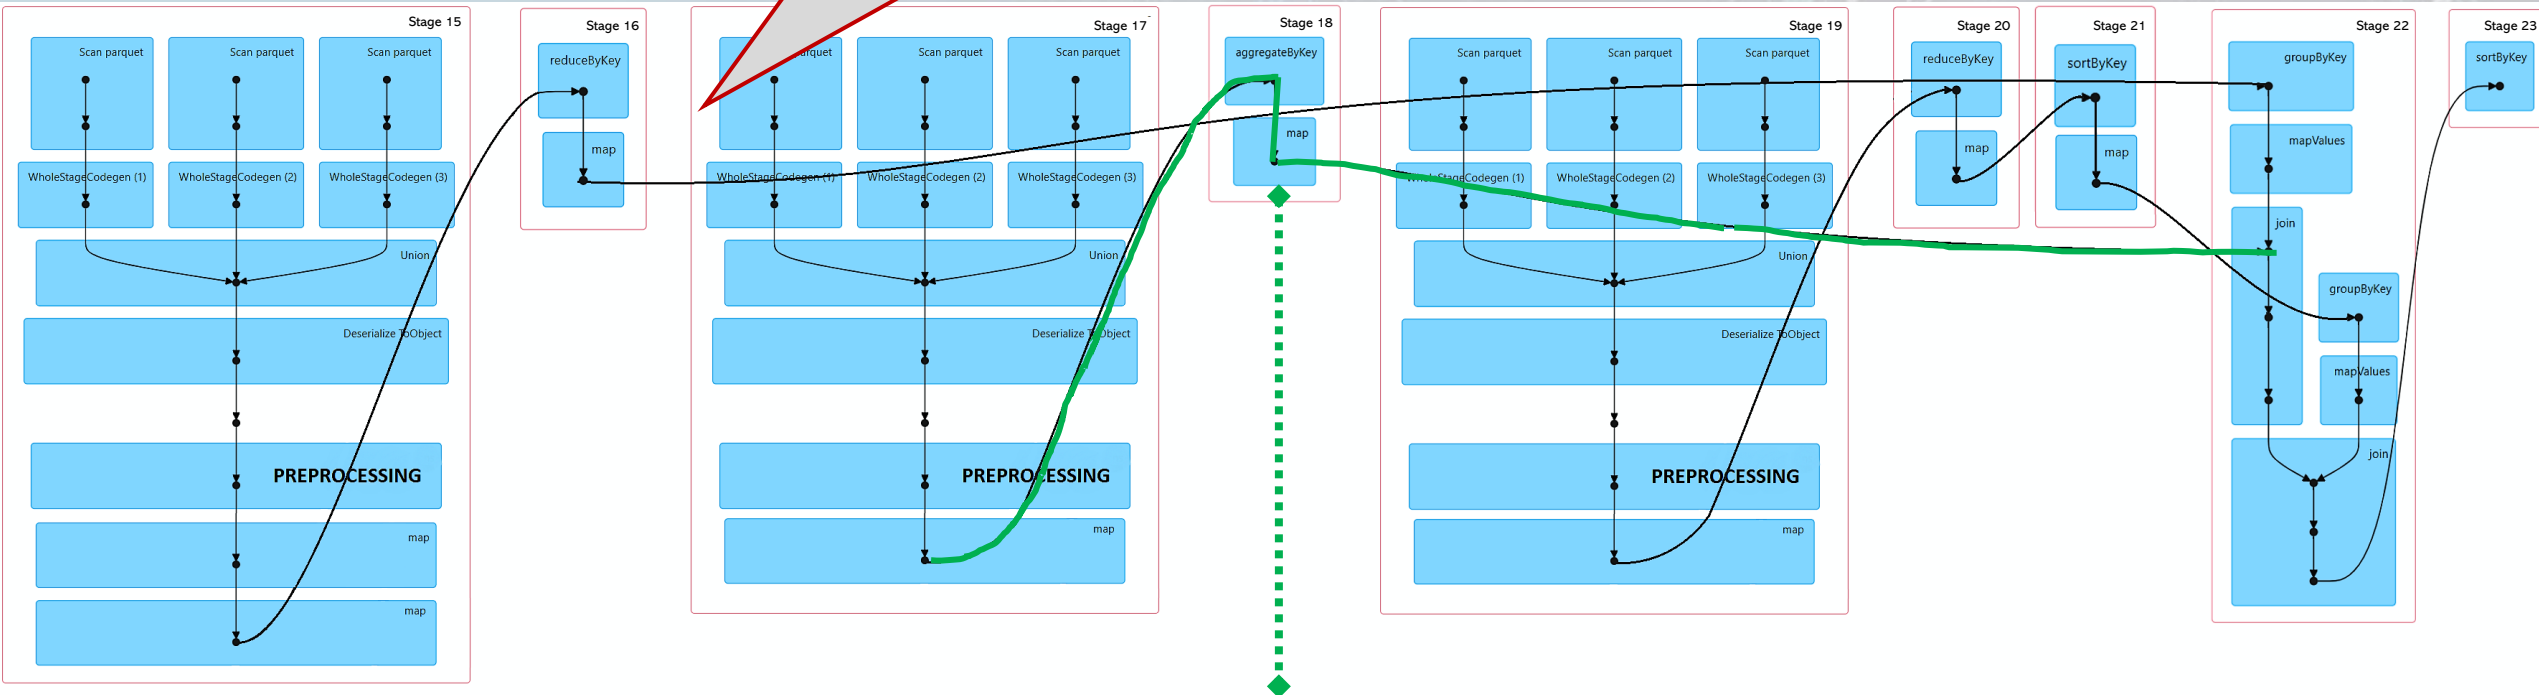 Stage 15
Scan parquet
Scan parquet
Scan parquet
WholeStageCodegen (1)
WholeStageCodegen (2)
WholeStageCodegen (3)
Union
Deserialize ToObject
PREPROCESSING
map
map
Stage 16
reduceByKey
map
Stage 17
parquet
Scan parquet
Scan parquet
WholeStageCodegen (1)
WholeStageCodegen (2)
WholeStageCodegen (3)
Union
Deserialize ToObject
PREPROCESSING
map
Stage 18
aggregateByKey
map
Stage 19
Scan parquet
Scan parquet
Scan parquet
WholeStageCodegen (1)
WholeStageCodegen (2)
WholeStageCodegen (3)
Union
Deserialize ToObject
PREPROCESSING
map
Stage 20
reduceByKey
map
Stage 21
sortByKey
map
Stage 22
groupByKey
mapValues
join
groupByKey
mapValues
join
Stage 23
sortByKey